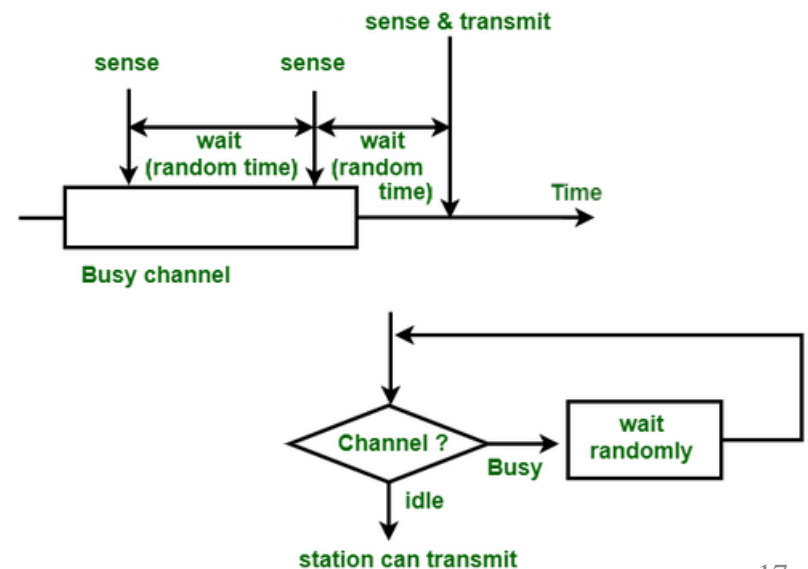 sense & transmit
sense
sense
wait
(random time)
wait
(random
time)
Time
Busy channel
Channel ?
Busy
wait
randomly
idle
station can transmit